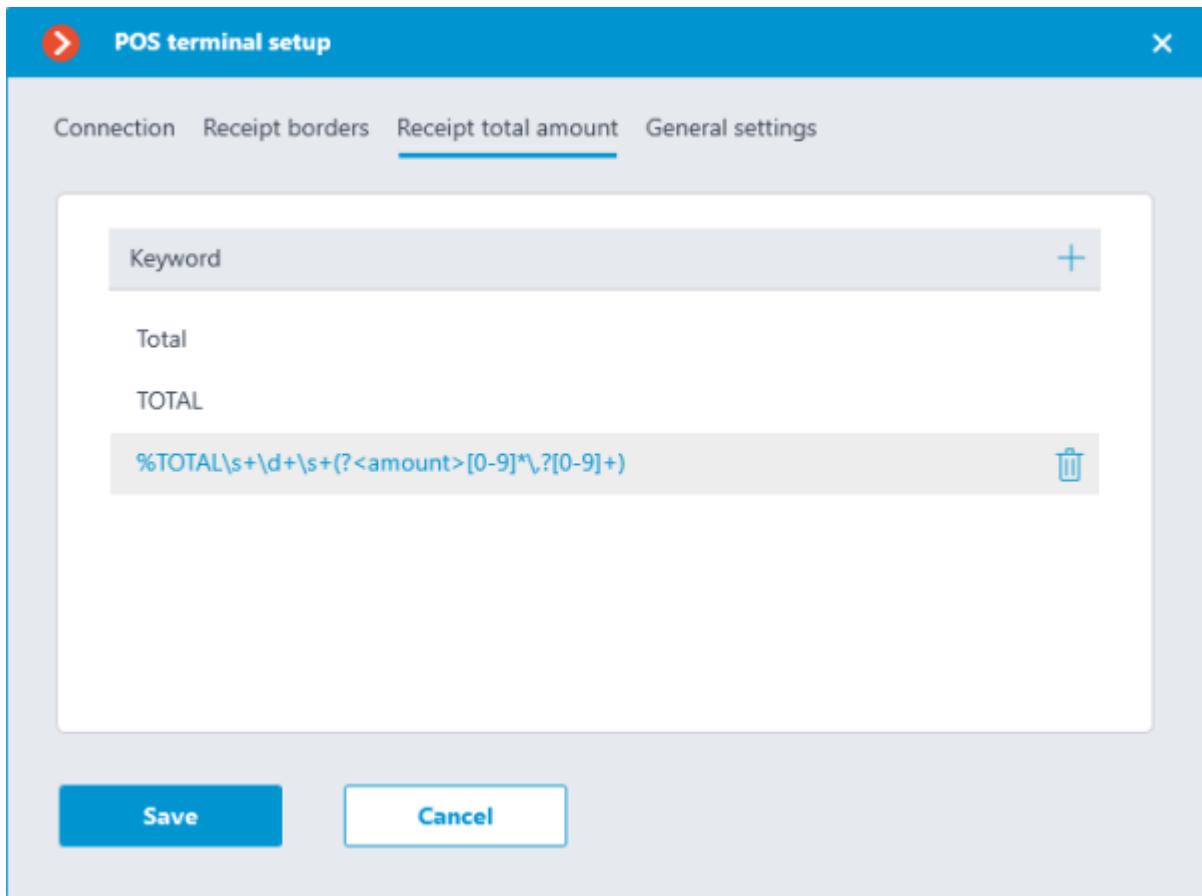 POS terminal setup
Connection Receipt borders Receipt total amount General settings
Keyword
Total
TOTAL
%TOTAL\s+\d+\s+(?<amount>[0-9]*\,?[0-9]+)
Save Cancel